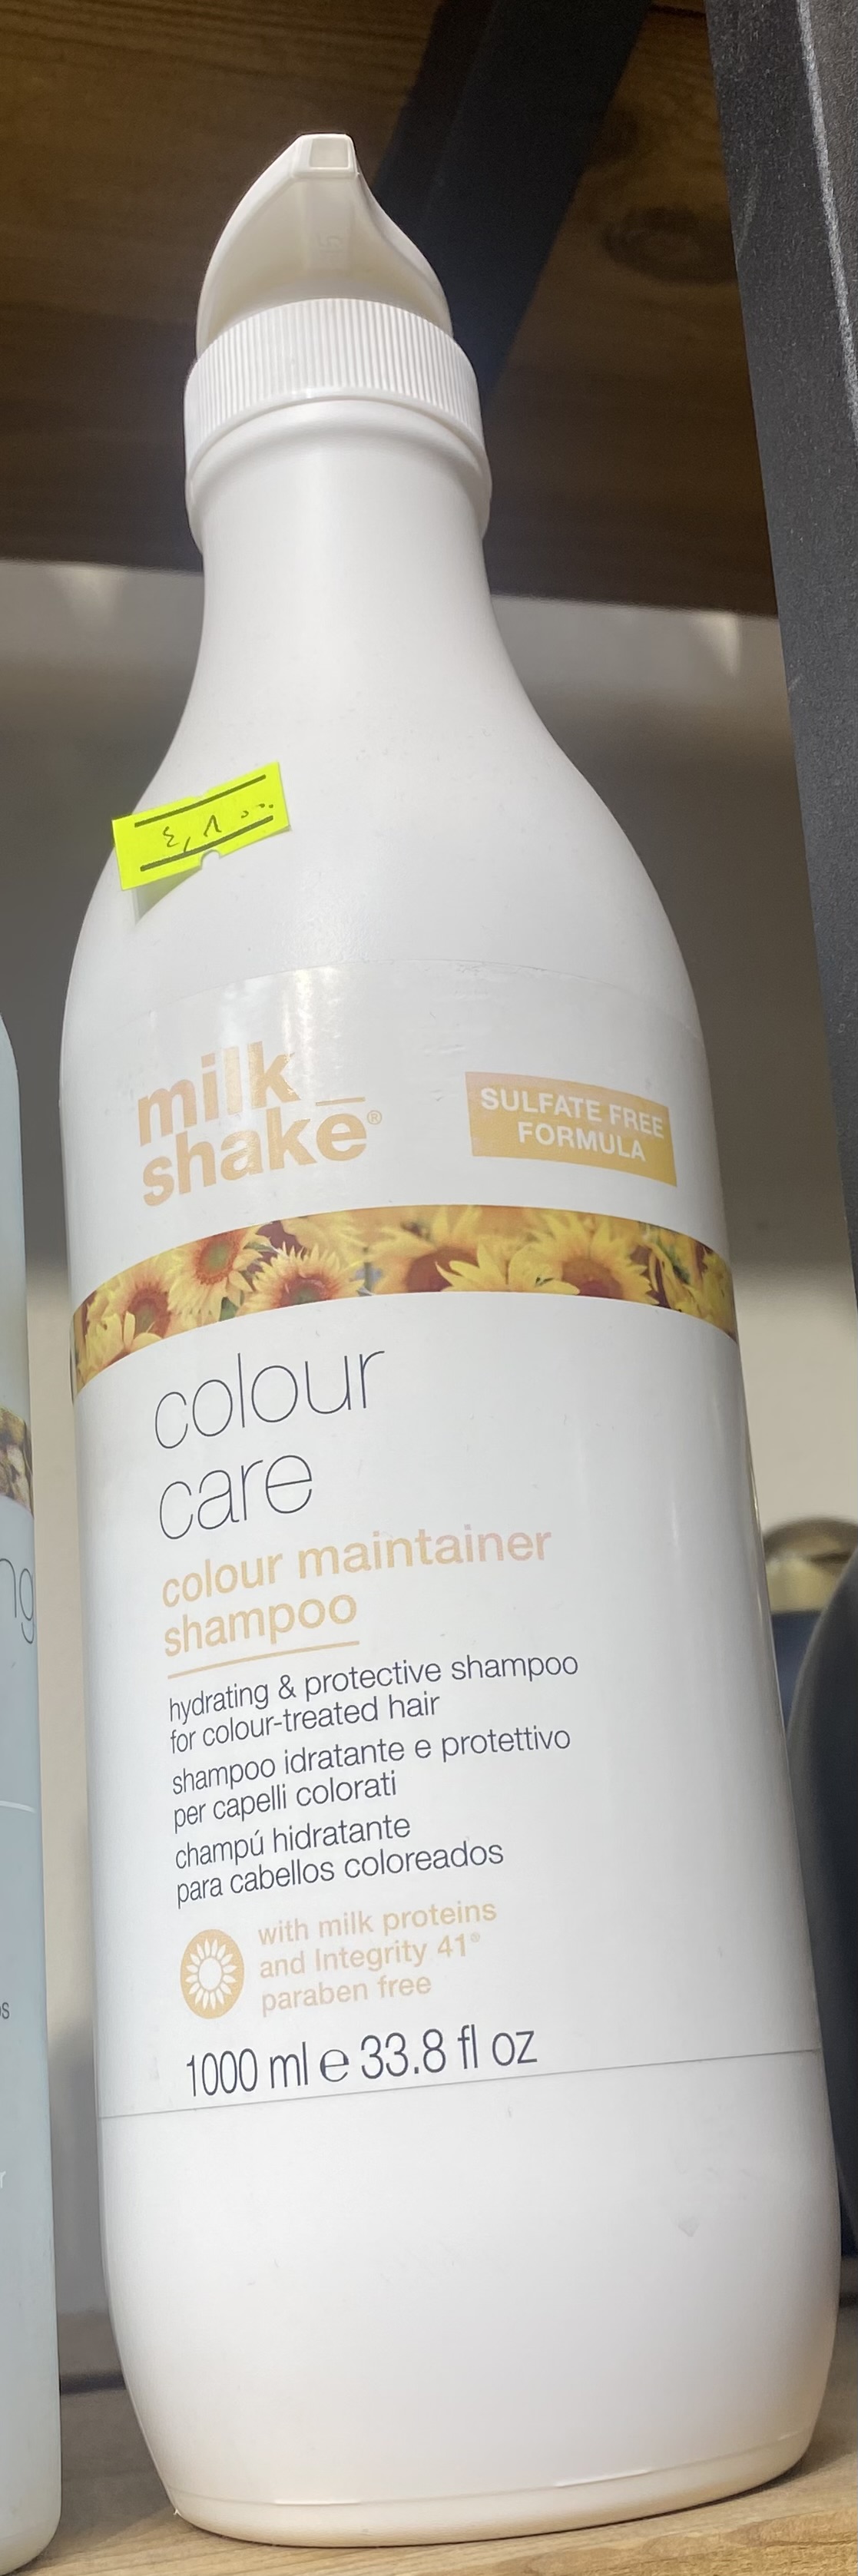 milk_
shake®
SULFATE FREE
FORMULA
colour
care
colour maintainer
shampoo
hydrating & protective shampoo
for colour-treated hair
shampoo idratante e protettivo
per capelli colorati
champú hidratante
para cabellos coloreados
with milk proteins
and Integrity 41®
paraben free
1000 ml e 33.8 fl oz